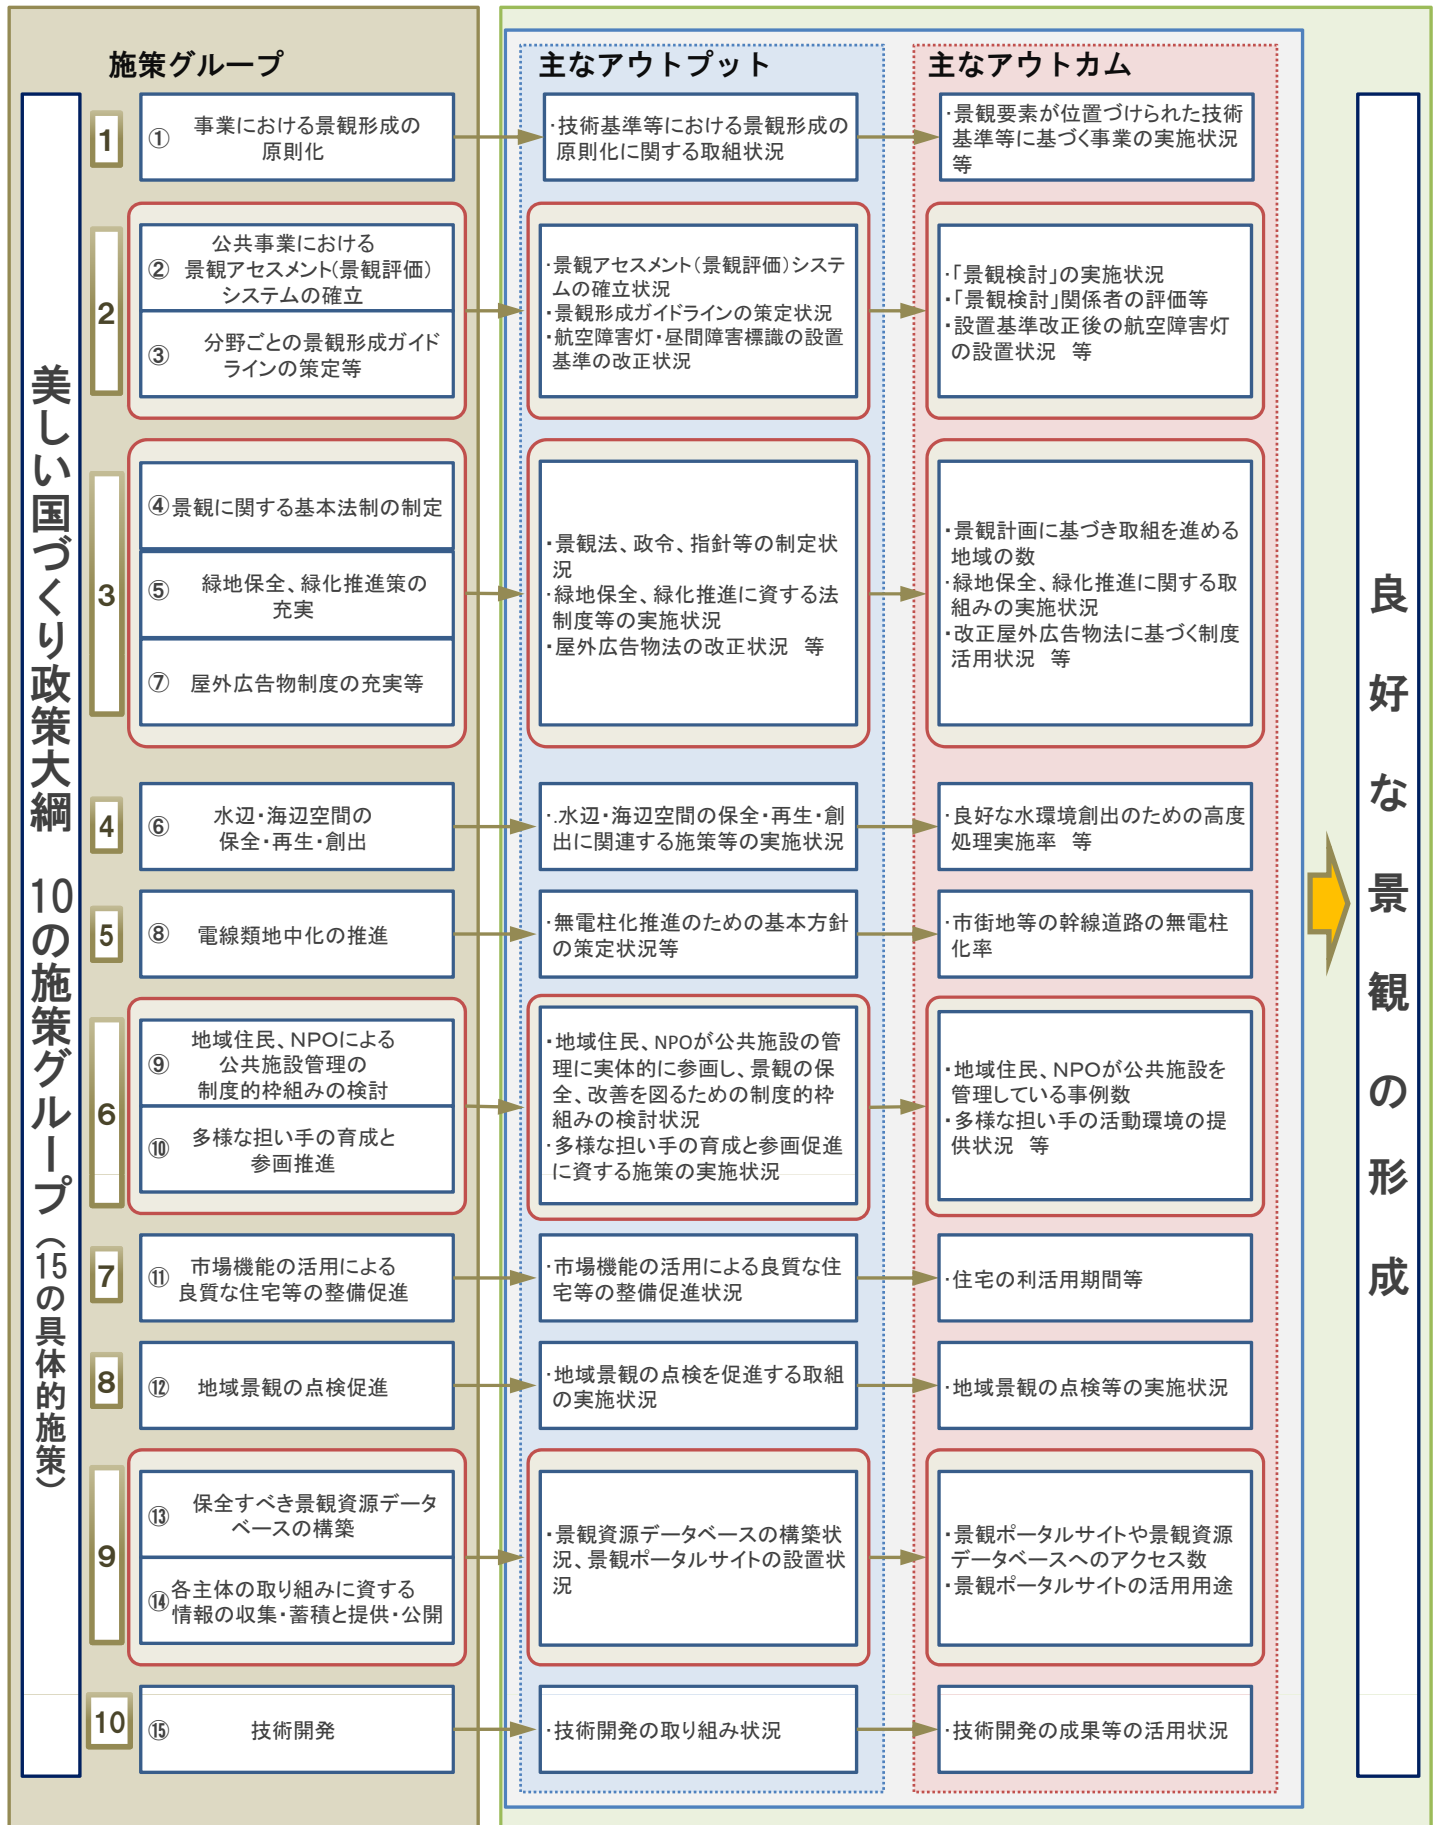 施策グループ
主なアウトプット
主なアウトカム
美しい国づくり政策大綱　10の施策グループ（15の具体的施策）
1
①
事業における景観形成の
原則化
・技術基準等における景観形成の
原則化に関する取組状況
・景観要素が位置づけられた技術
基準等に基づく事業の実施状況
等
2
公共事業における
② 景観アセスメント（景観評価）
システムの確立
③
分野ごとの景観形成ガイド
ラインの策定等
・景観アセスメント（景観評価）システ
ムの確立状況
・景観形成ガイドラインの策定状況
・航空障害灯・昼間障害標識の設置
基準の改正状況
・「景観検討」の実施状況
・「景観検討」関係者の評価等
・設置基準改正後の航空障害灯
の設置状況　等
3
④景観に関する基本法制の制定
⑤
緑地保全、緑化推進策の
充実
⑦ 屋外広告物制度の充実等
・景観法、政令、指針等の制定状
況
・緑地保全、緑化推進に資する法
制度等の実施状況
・屋外広告物法の改正状況　等
・景観計画に基づき取組を進める
地域の数
・緑地保全、緑化推進に関する取
組みの実施状況
・改正屋外広告物法に基づく制度
活用状況　等
4
⑥
水辺・海辺空間の
保全・再生・創出
・.水辺・海辺空間の保全・再生・創
出に関連する施策等の実施状況
・良好な水環境創出のための高度
処理実施率　等
5
⑧ 電線類地中化の推進
・無電柱化推進のための基本方針
の策定状況等
・市街地等の幹線道路の無電柱
化率
6
地域住民、NPOによる
⑨ 公共施設管理の
制度的枠組みの検討
⑩
多様な担い手の育成と
参画推進
・地域住民、NPOが公共施設の管
理に実体的に参画し、景観の保
全、改善を図るための制度的枠
組みの検討状況
・多様な担い手の育成と参画促進
に資する施策の実施状況
・地域住民、NPOが公共施設を
管理している事例数
・多様な担い手の活動環境の提
供状況　等
7
⑪
市場機能の活用による
良質な住宅等の整備促進
・市場機能の活用による良質な住
宅等の整備促進状況
・住宅の利活用期間等
8
⑫ 地域景観の点検促進
・地域景観の点検を促進する取組
の実施状況
・地域景観の点検等の実施状況
9
⑬
保全すべき景観資源データ
ベースの構築
⑭
各主体の取り組みに資する
情報の収集・蓄積と提供・公開
・景観資源データベースの構築状
況、景観ポータルサイトの設置状
況
・景観ポータルサイトや景観資源
データベースへのアクセス数
・景観ポータルサイトの活用用途
10
⑮ 技術開発
・技術開発の取り組み状況
・技術開発の成果等の活用状況
良好な景観の形成